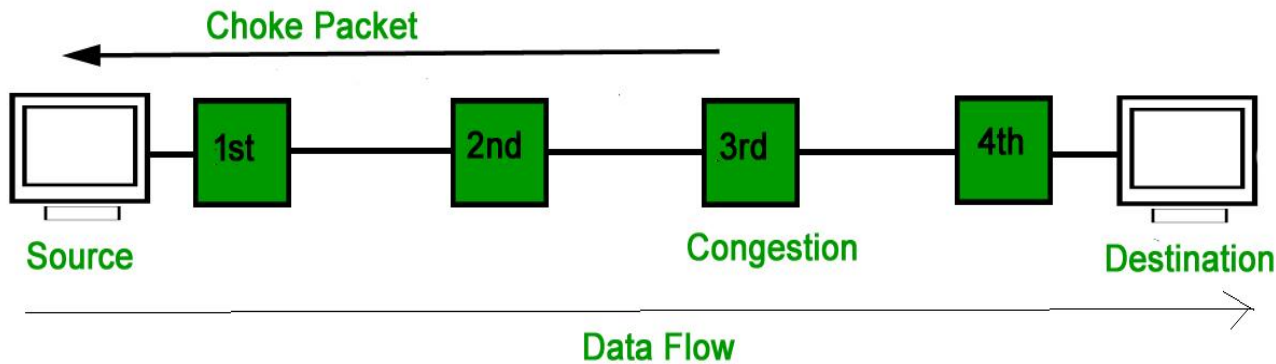 Choke Packet
1st
2nd
3rd
4th
Source
Congestion
Destination
Data Flow